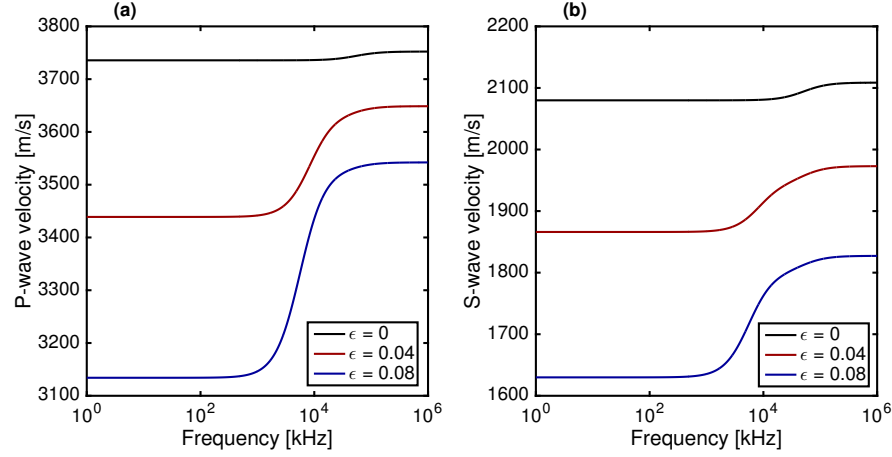 (a)
3800
3700
3600
3500
3400
3300
3200
3100
P-wave velocity [m/s]
ϵ = 0
ϵ = 0.04
ϵ = 0.08
10^0 10^2 10^4 10^6
Frequency [kHz]
(b)
2200
2100
2000
1900
1800
1700
1600
S-wave velocity [m/s]
ϵ = 0
ϵ = 0.04
ϵ = 0.08
10^0 10^2 10^4 10^6
Frequency [kHz]